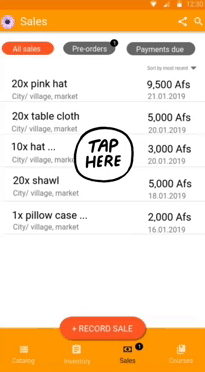 12:30
Sales
All sales
Pre-orders
1
Payments due
Sort by most recent
20x pink hat
9,500 Afs
City/ village, market
21.01.2019
20x table cloth
5,000 Afs
City/ village, market
20.01.2019
10x hat ...
3,000 Afs
City/ village, market
20.01.2019
TAP
HERE
20x shawl
5,000 Afs
City/ village, market
18.01.2019
1x pillow case ...
2,000 Afs
City/ village, market
16.01.2019
+ RECORD SALE
Catalog
Inventory
Sales
1
Courses